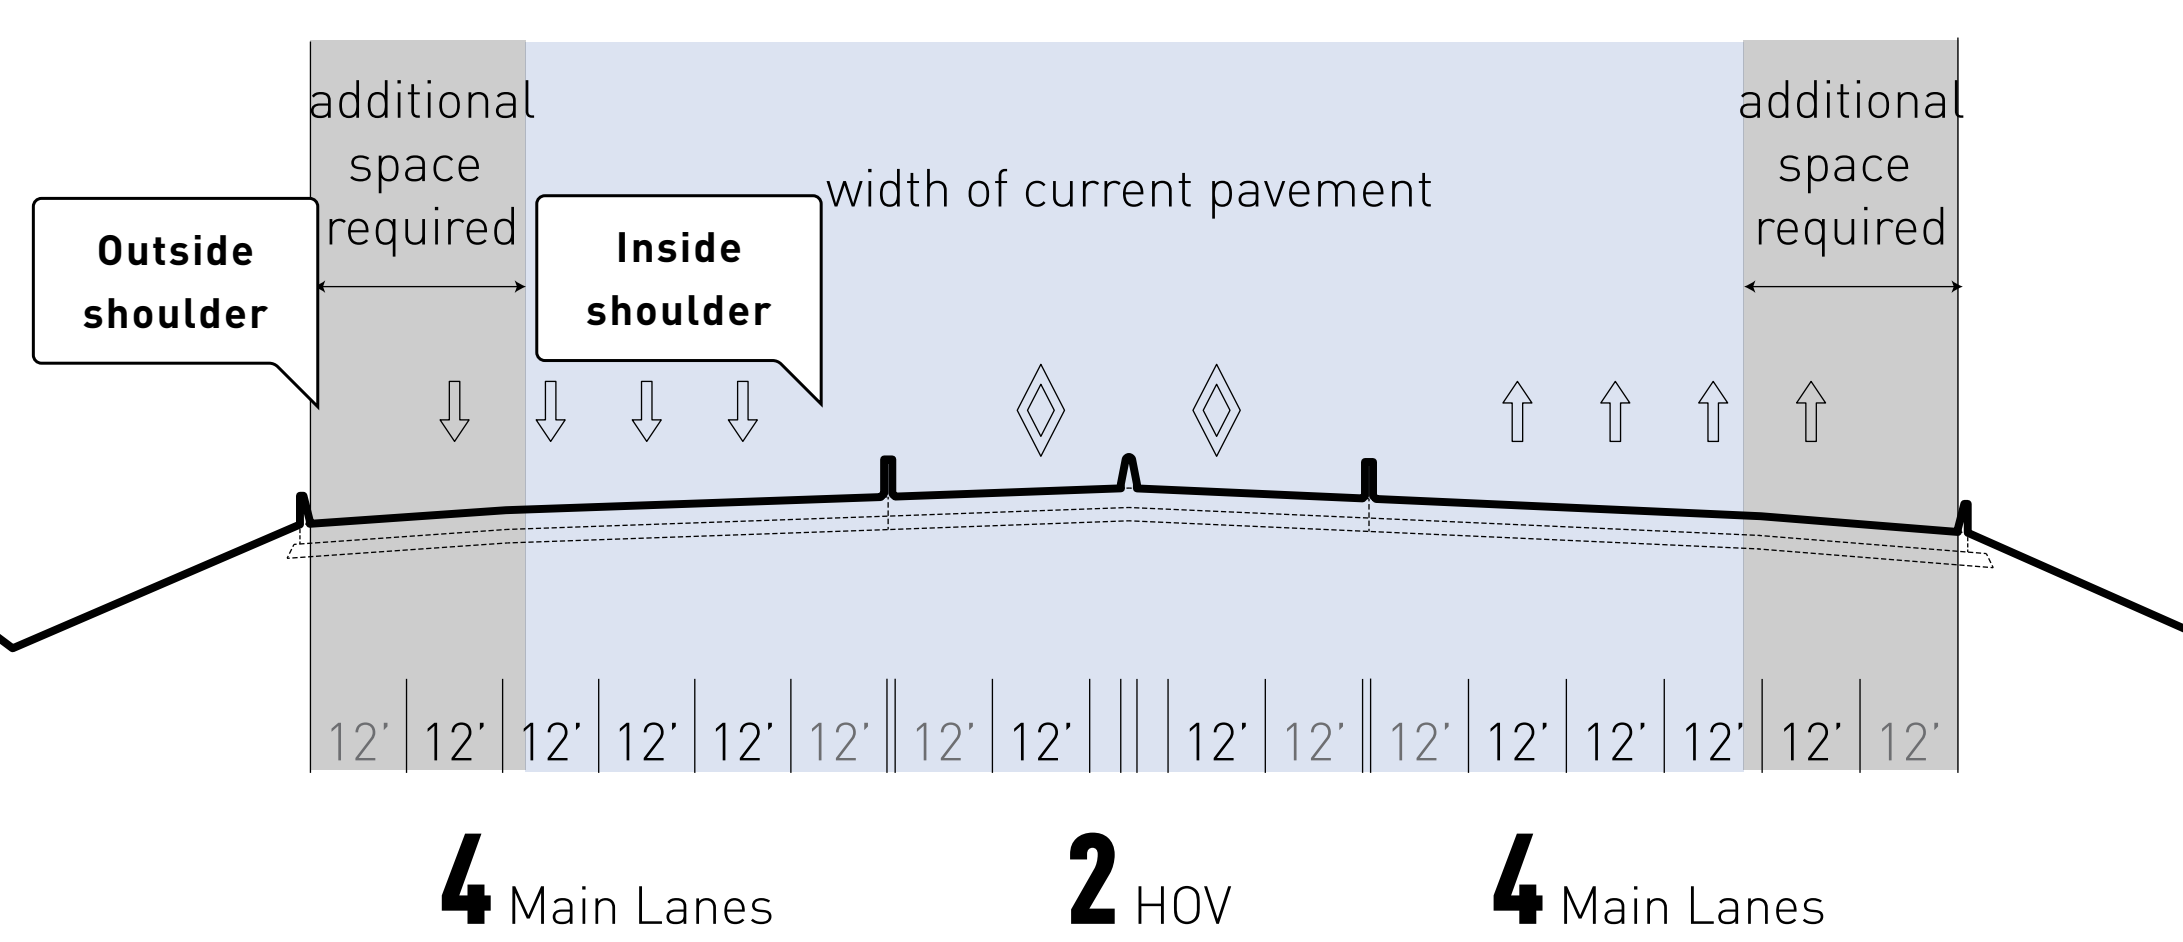 additional
space
required
width of current pavement
additional
space
required
Outside
shoulder
Inside
shoulder
12’ 12’ 12’ 12’ 12’ 12’ 12’ 12’ 12’ 12’ 12’ 12’ 12’ 12’ 12’ 12’
4 Main Lanes
2 HOV
4 Main Lanes